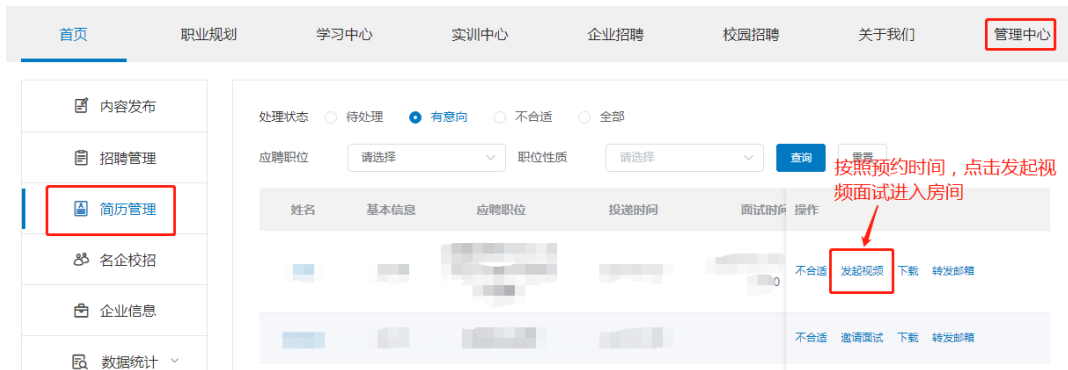 首页 职业规划 学习中心 实训中心 企业招聘 校园招聘 关于我们 管理中心
内容发布
招聘管理
简历管理
名企校招
企业信息
数据统计
处理状态 待处理 有意向 不合适 全部
应聘职位 请选择 职位性质 请选择 查询 重置
按照预约时间，点击发起视
频面试进入房间
姓名 基本信息 应聘职位 投递时间 面试时间 操作
不合适 发起视频 下载 转发邮箱
0
不合适 邀请面试 下载 转发邮箱